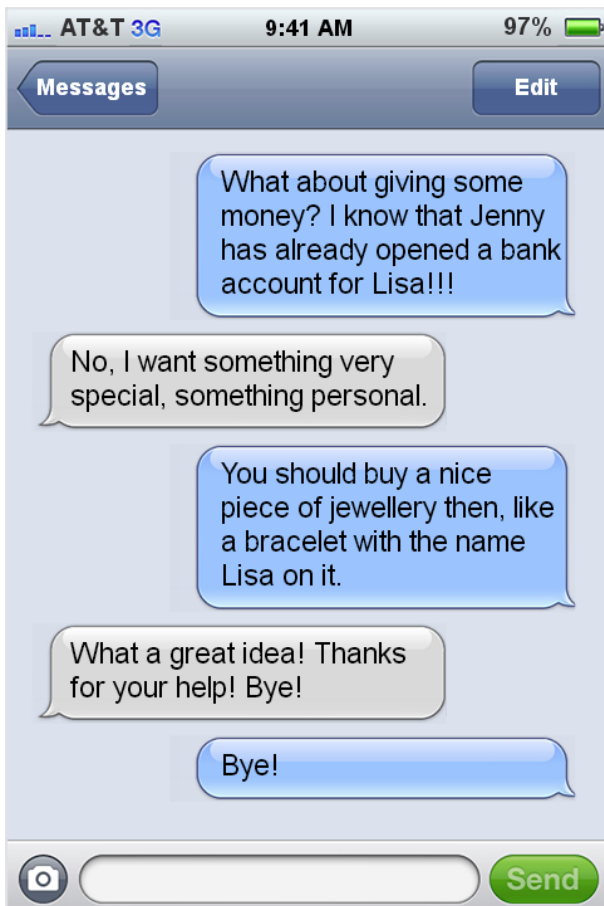 AT&T 3G 9:41 AM 97%
Messages Edit
What about giving some
money? I know that Jenny
has already opened a bank
account for Lisa!!!
No, I want something very
special, something personal.
You should buy a nice
piece of jewellery then, like
a bracelet with the name
Lisa on it.
What a great idea! Thanks
for your help! Bye!
Bye!
Send